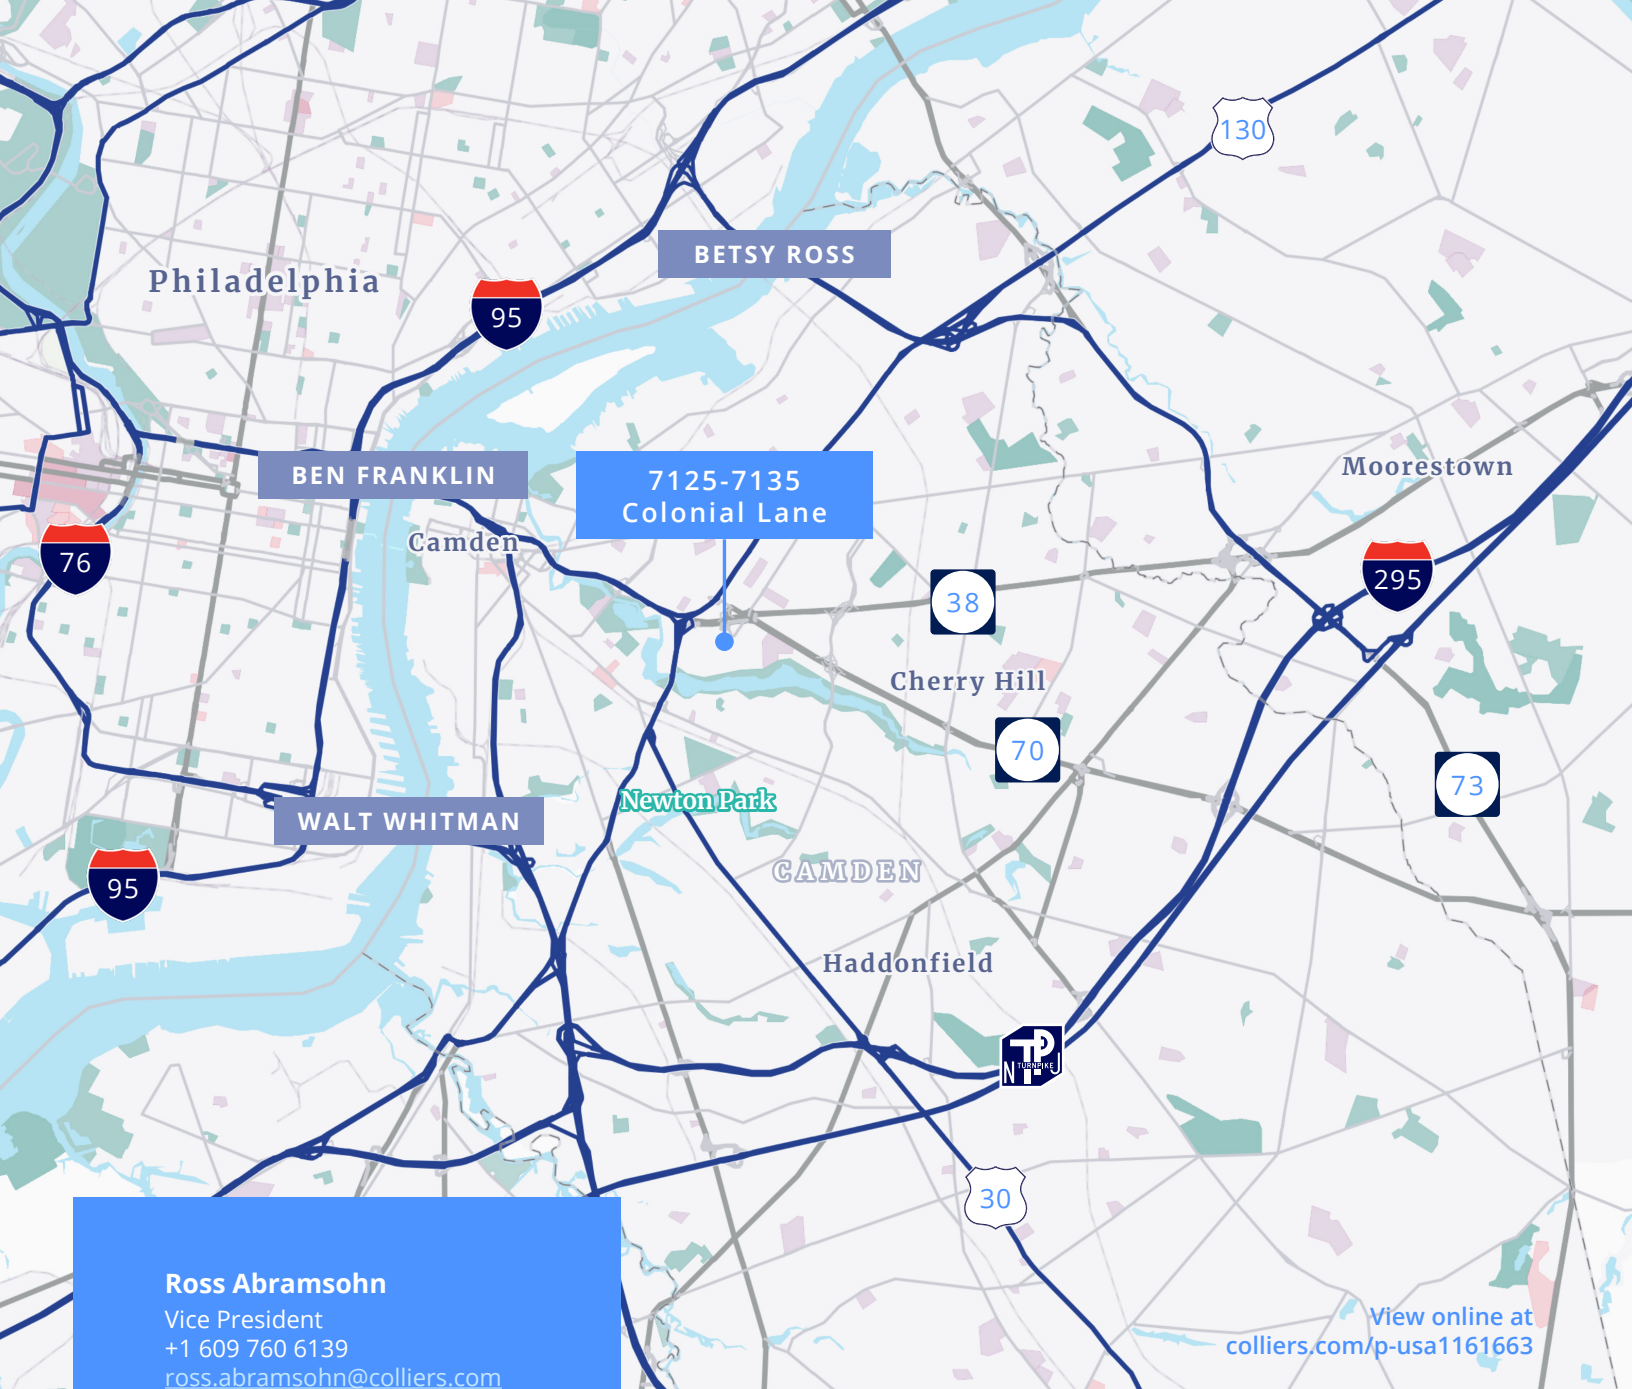 130
BETSY ROSS
Philadelphia
95
BEN FRANKLIN
7125-7135
Colonial Lane
Moorestown
Camden
76
295
38
Cherry Hill
70
73
Newton Park
WALT WHITMAN
CAMDEN
95
Haddonfield
NJ TP TURNPIKE
30
Ross Abramsohn
Vice President
+1 609 760 6139
ross.abramsohn@colliers.com
View online at
colliers.com/p-usa1161663